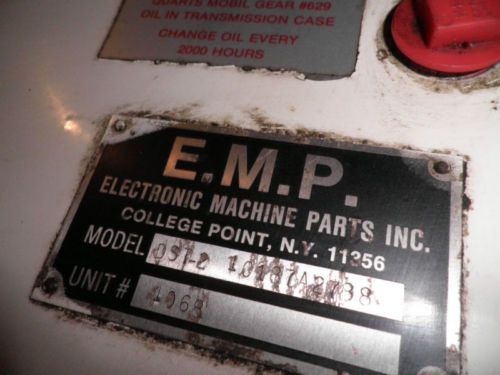 QUARTS MOBIL GEAR #629
OIL IN TRANSMISSION CASE
CHANGE OIL EVERY
2000 HOURS
E.M.P.
ELECTRONIC MACHINE PARTS INC.
COLLEGE POINT, N.Y. 11356
MODEL
UNIT # 1068